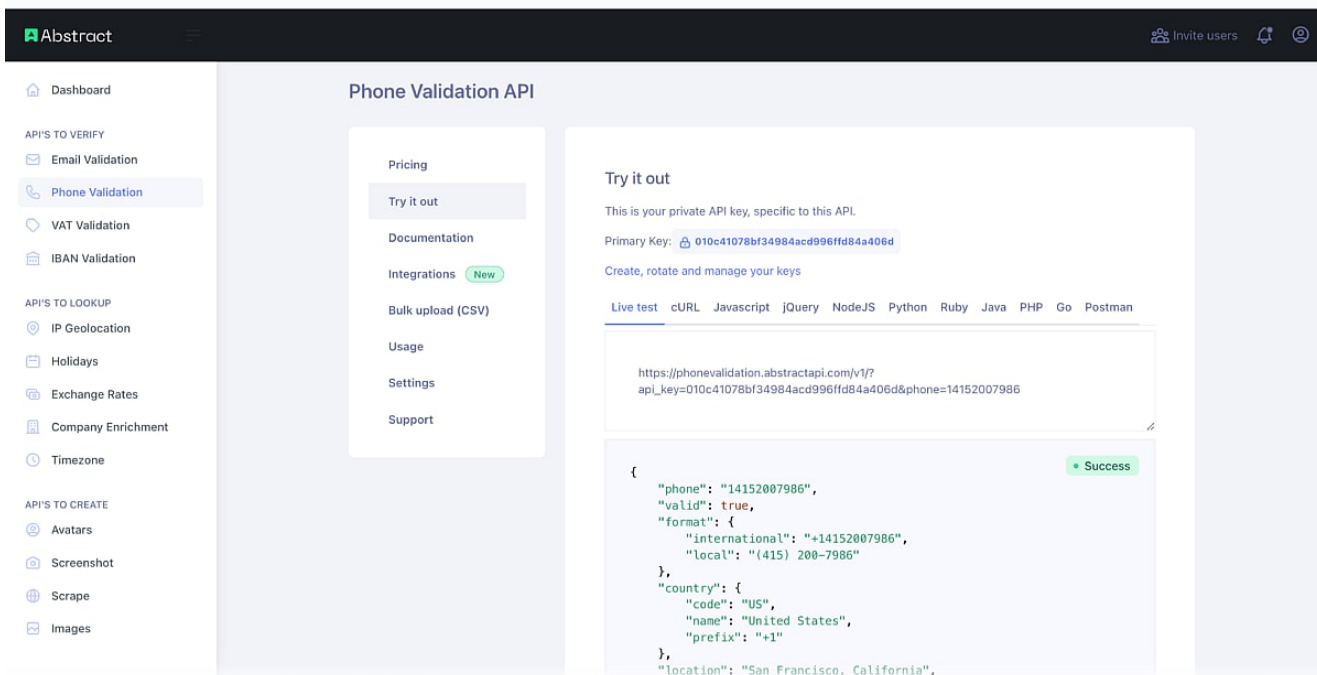 Abstract
Invite users
Dashboard
API'S TO VERIFY
Email Validation
Phone Validation
VAT Validation
IBAN Validation
API'S TO LOOKUP
IP Geolocation
Holidays
Exchange Rates
Company Enrichment
Timezone
API'S TO CREATE
Avatars
Screenshot
Scrape
Images
Phone Validation API
Pricing
Try it out
Documentation
Integrations New
Bulk upload (CSV)
Usage
Settings
Support
Try it out
This is your private API key, specific to this API.
Primary Key: 010c41078bf34984acd996ffd84a406d
Create, rotate and manage your keys
Live test cURL Javascript jQuery NodeJS Python Ruby Java PHP Go Postman
https://phonevalidation.abstractapi.com/v1/?
api_key=010c41078bf34984acd996ffd84a406d&phone=14152007986
Success
{
"phone": "14152007986",
"valid": true,
"format": {
"international": "+14152007986",
"local": "(415) 200-7986"
},
"country": {
"code": "US",
"name": "United States",
"prefix": "+1"
},
"location": "San Francisco, California",